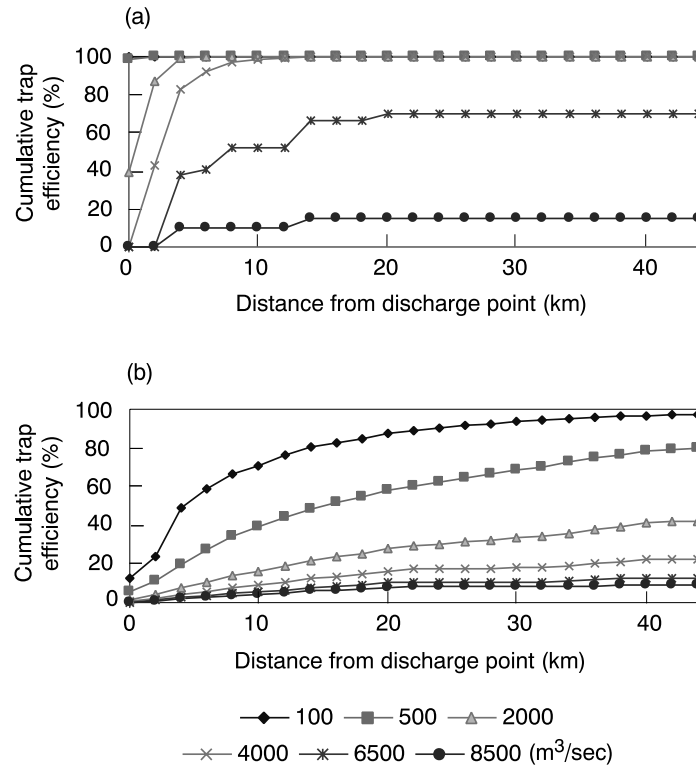 (a)
100
80
60
40
20
0
Cumulative trap
efficiency (%)
0 10 20 30 40
Distance from discharge point (km)
(b)
100
80
60
40
20
0
Cumulative trap
efficiency (%)
0 10 20 30 40
Distance from discharge point (km)
100 500 2000
4000 6500 8500 (m³/sec)